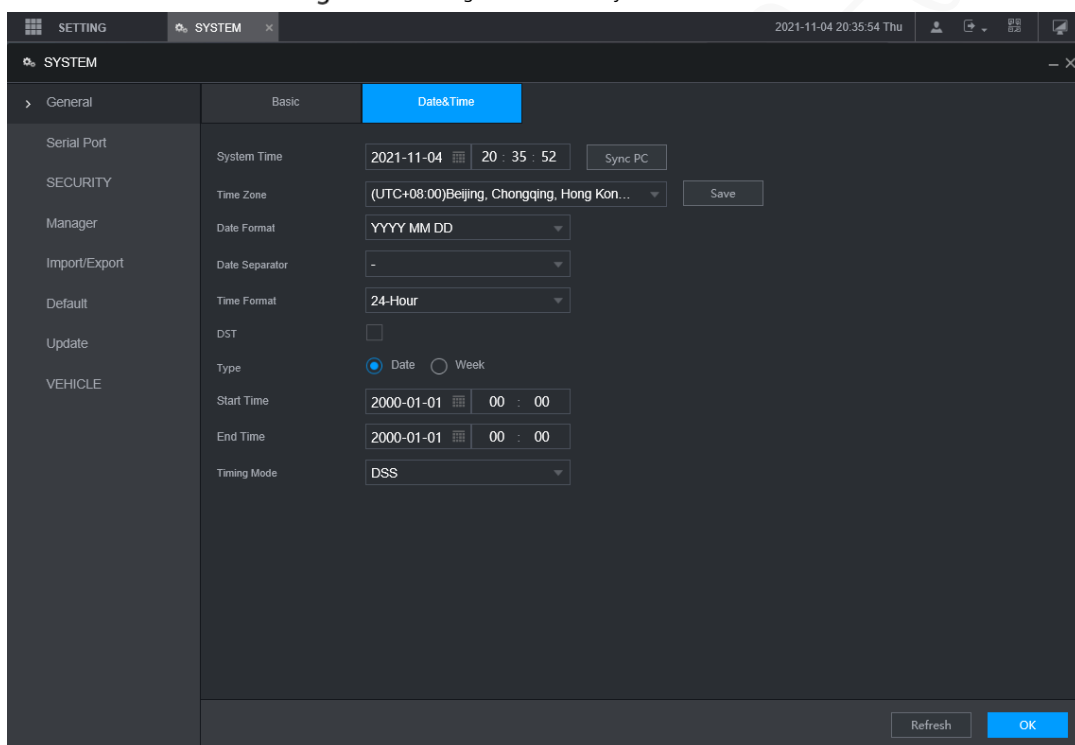 SETTING SYSTEM × 2021-11-04 20:35:54 Thu
SYSTEM
General Basic Date&Time
Serial Port
System Time 2021-11-04 20 : 35 : 52 Sync PC
SECURITY
Time Zone (UTC+08:00)Beijing, Chongqing, Hong Kon... Save
Manager
Date Format YYYY MM DD
Import/Export
Date Separator -
Default
Time Format 24-Hour
DST
Update
Type Date Week
VEHICLE
Start Time 2000-01-01 00 : 00
End Time 2000-01-01 00 : 00
Timing Mode DSS
Refresh OK